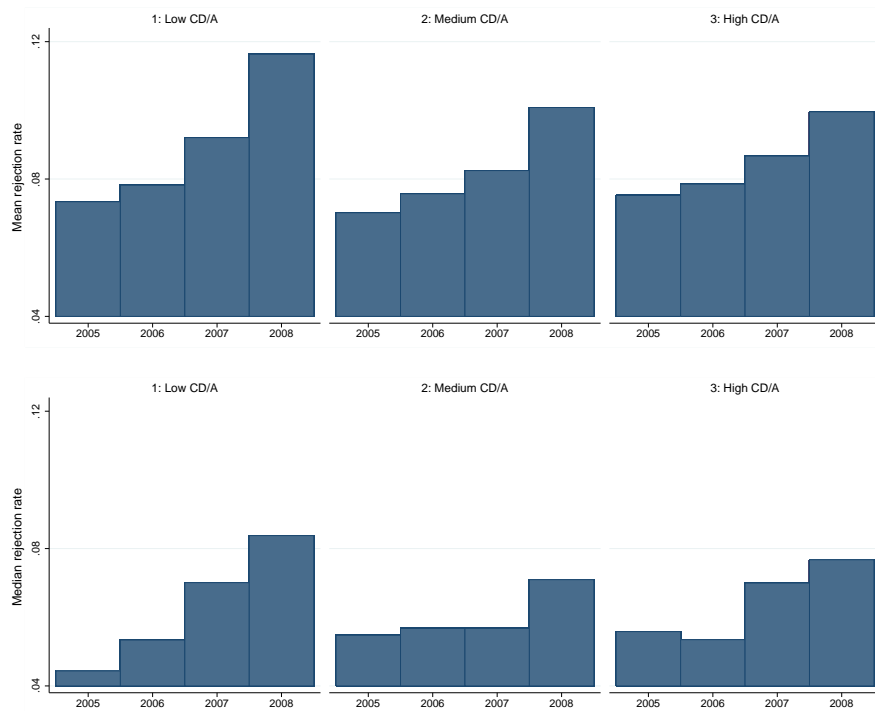 1: Low CD/A 2: Medium CD/A 3: High CD/A
.12
.08
.04
Mean rejection rate
2005 2006 2007 2008 2005 2006 2007 2008 2005 2006 2007 2008
1: Low CD/A 2: Medium CD/A 3: High CD/A
.12
.08
.04
Median rejection rate
2005 2006 2007 2008 2005 2006 2007 2008 2005 2006 2007 2008